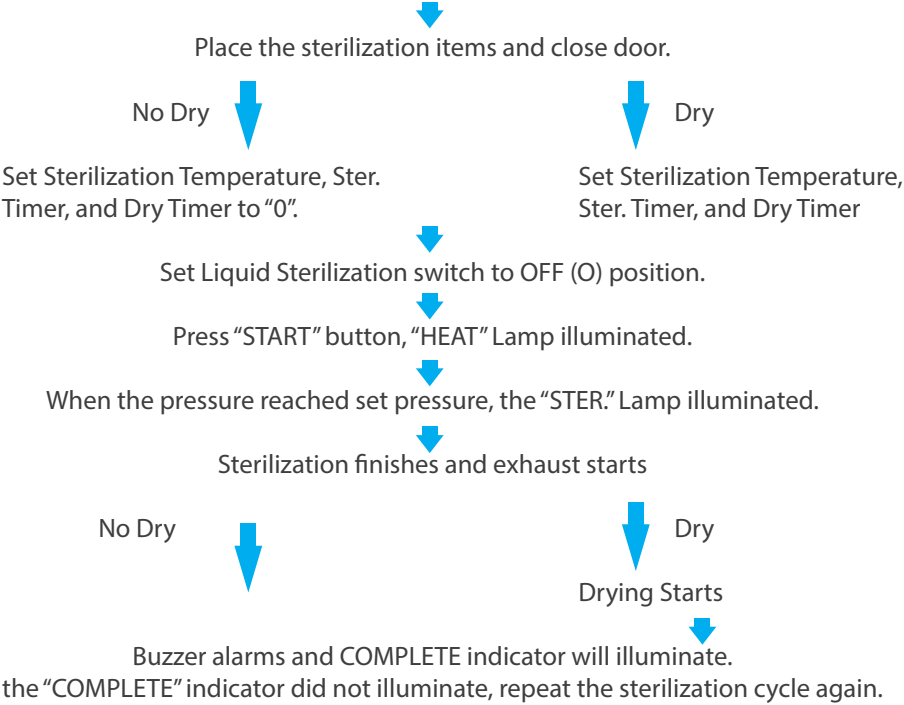 Place the sterilization items and close door.
No Dry
Dry
Set Sterilization Temperature, Ster.
Timer, and Dry Timer to “0”.
Set Sterilization Temperature,
Ster. Timer, and Dry Timer
Set Liquid Sterilization switch to OFF (O) position.
Press “START” button, “HEAT” Lamp illuminated.
When the pressure reached set pressure, the “STER.” Lamp illuminated.
Sterilization finishes and exhaust starts
No Dry
Dry
Drying Starts
Buzzer alarms and COMPLETE indicator will illuminate.
the “COMPLETE” indicator did not illuminate, repeat the sterilization cycle again.